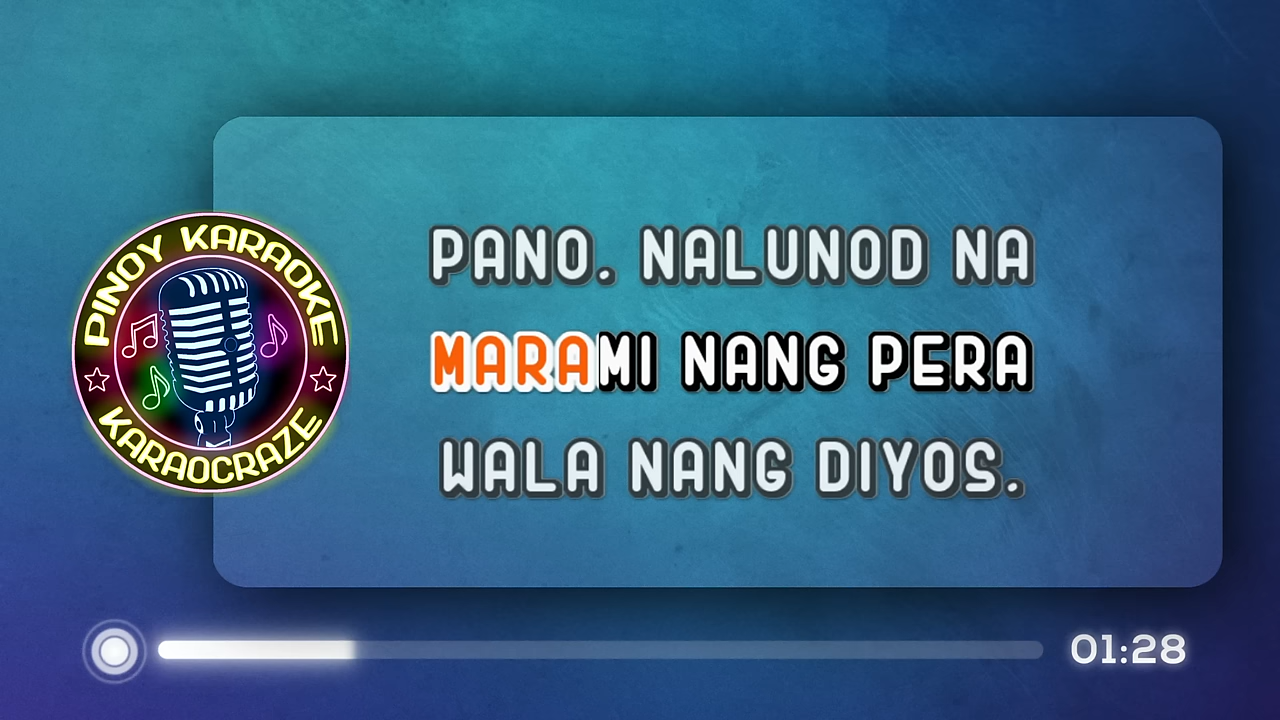 PINOY KARAOKE
KARAOCRAZE
PANO. NALUNOD NA
MARAMI NANG PERA
WALA NANG DIYOS.
01:28